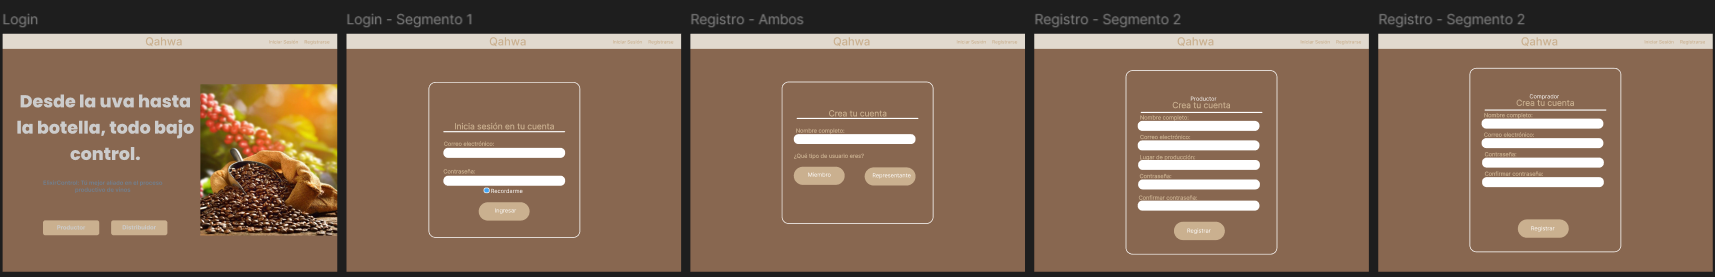 Login
Qahwa
Iniciar Sesión Registrarse
Desde la uva hasta
la botella, todo bajo
control.
Productor
Distribuidor
Login - Segmento 1
Qahwa
Iniciar Sesión Registrarse
Inicia sesión en tu cuenta
Correo electrónico:
Contraseña:
Recordarme
Ingresar
Registro - Ambos
Qahwa
Iniciar Sesión Registrarse
Crea tu cuenta
Nombre completo:
¿Qué tipo de usuario eres?
Miembro
Representante
Registro - Segmento 2
Qahwa
Iniciar Sesión Registrarse
Productor
Crea tu cuenta
Nombre completo:
Correo electrónico:
Lugar de producción:
Contraseña:
Confirmar contraseña:
Registrar
Registro - Segmento 2
Qahwa
Iniciar Sesión Registrarse
Comprador
Crea tu cuenta
Nombre completo:
Correo electrónico:
Contraseña:
Confirmar contraseña:
Registrar